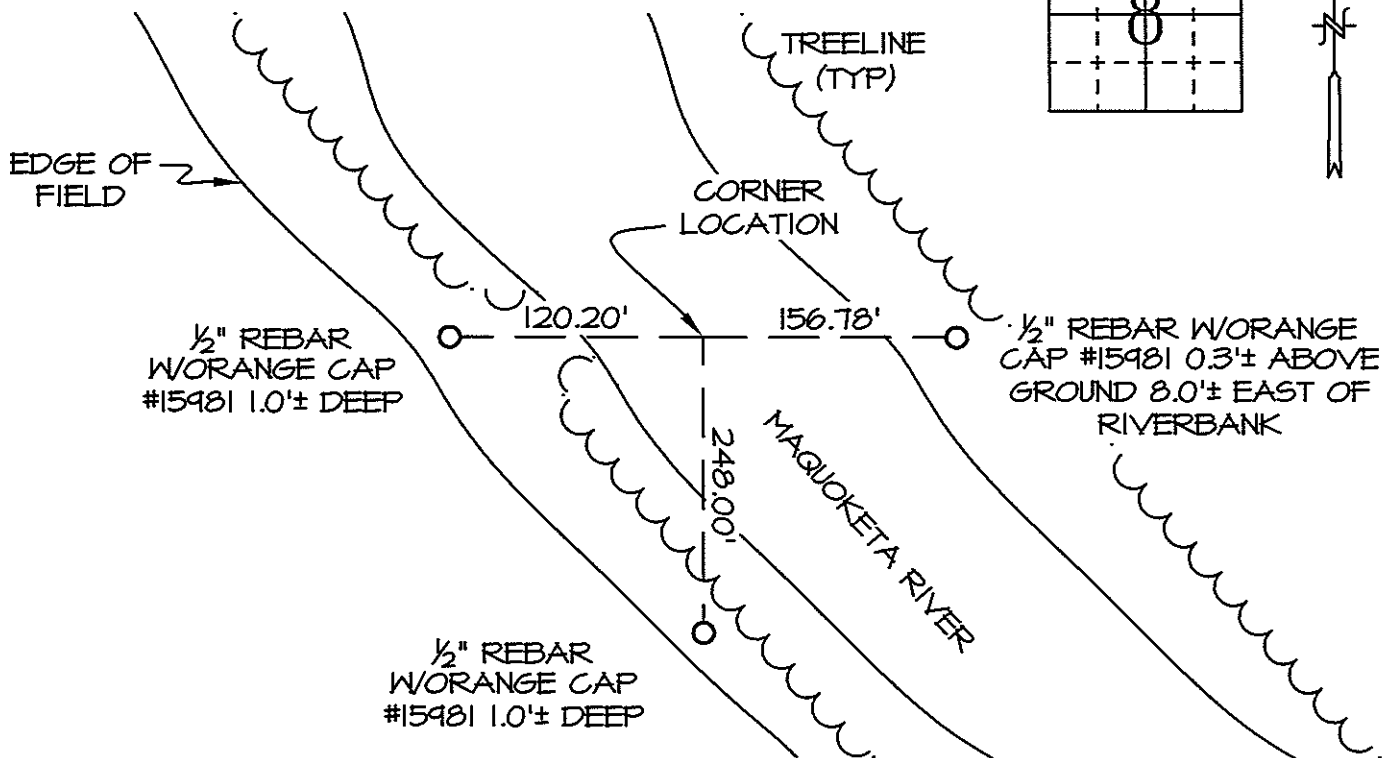 8
N
TREELINE
(TYP)
EDGE OF
FIELD
CORNER
LOCATION
120.20'
156.78'
½" REBAR
W/ORANGE CAP
#15981 1.0'± DEEP
½" REBAR W/ORANGE
CAP #15981 0.3'± ABOVE
GROUND 8.0'± EAST OF
RIVERBANK
248.00'
MAQUOKETA RIVER
½" REBAR
W/ORANGE CAP
#15981 1.0'± DEEP